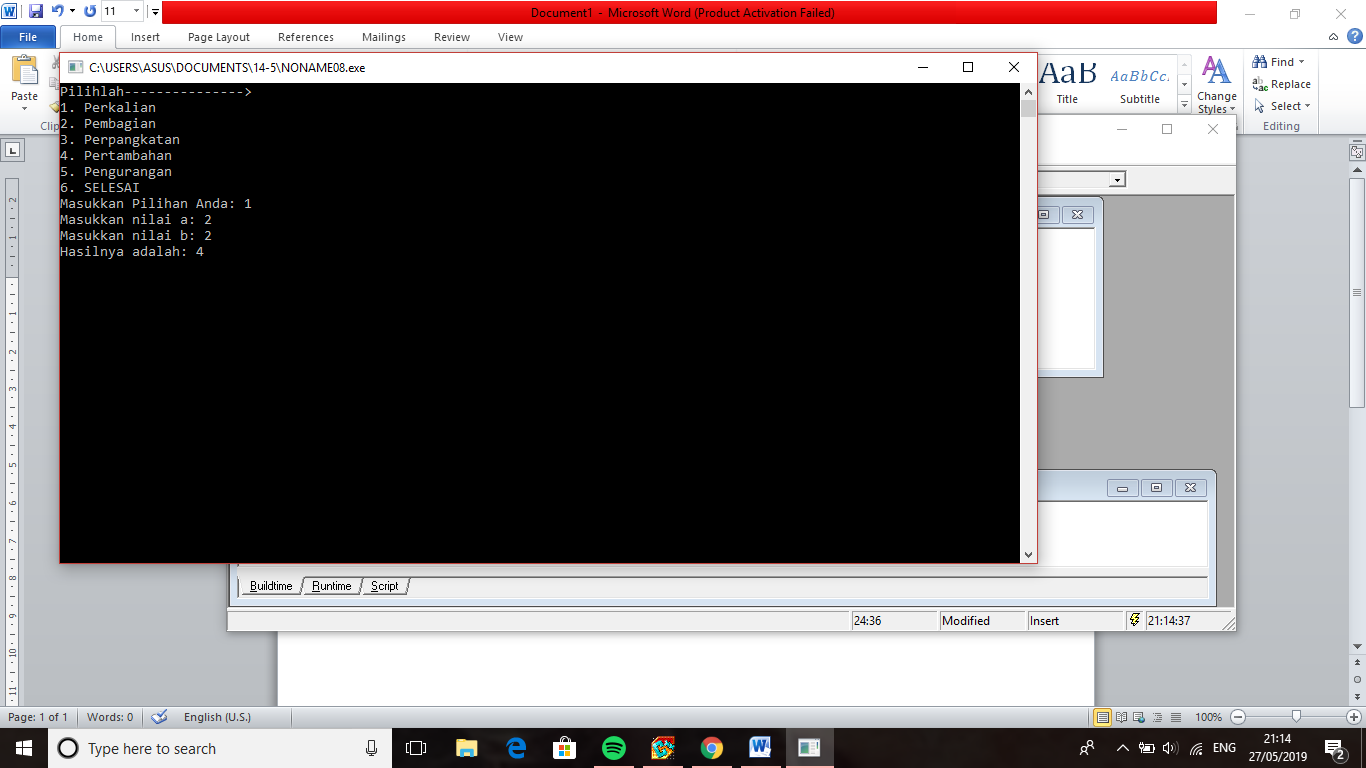 11
Document1 - Microsoft Word (Product Activation Failed)
File Home Insert Page Layout References Mailings Review View
C:\USERS\ASUS\DOCUMENTS\14-5\NONAME08.exe
Paste
AaB AaBbCc.
Title Subtitle
Change
Styles
Find
Replace
Select
Editing
Pilihlah--------------->
1. Perkalian
2. Pembagian
3. Perpangkatan
4. Pertambahan
5. Pengurangan
6. SELESAI
Masukkan Pilihan Anda: 1
Masukkan nilai a: 2
Masukkan nilai b: 2
Hasilnya adalah: 4
Buildtime Runtime Script
24:36 Modified Insert 21:14:37
Page: 1 of 1 Words: 0 English (U.S.) 100%
Type here to search
ENG
21:14
27/05/2019
2